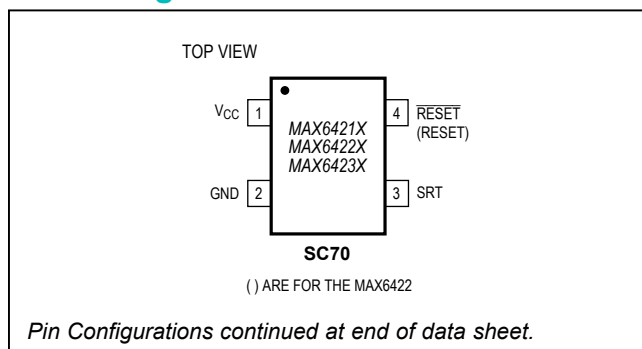 TOP VIEW
VCC 1
4 RESET
(RESET)
MAX6421X
MAX6422X
MAX6423X
GND 2
3 SRT
SC70
( ) ARE FOR THE MAX6422
Pin Configurations continued at end of data sheet.